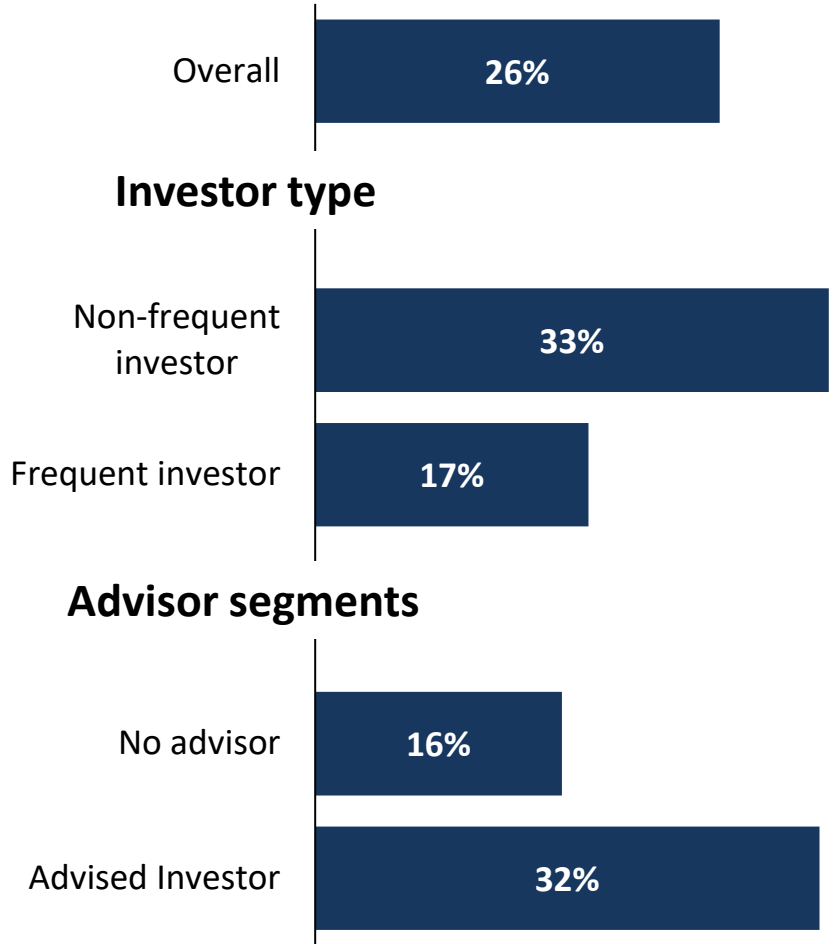 Overall
26%
Investor type
Non-frequent
investor
33%
Frequent investor
17%
Advisor segments
No advisor
16%
Advised Investor
32%